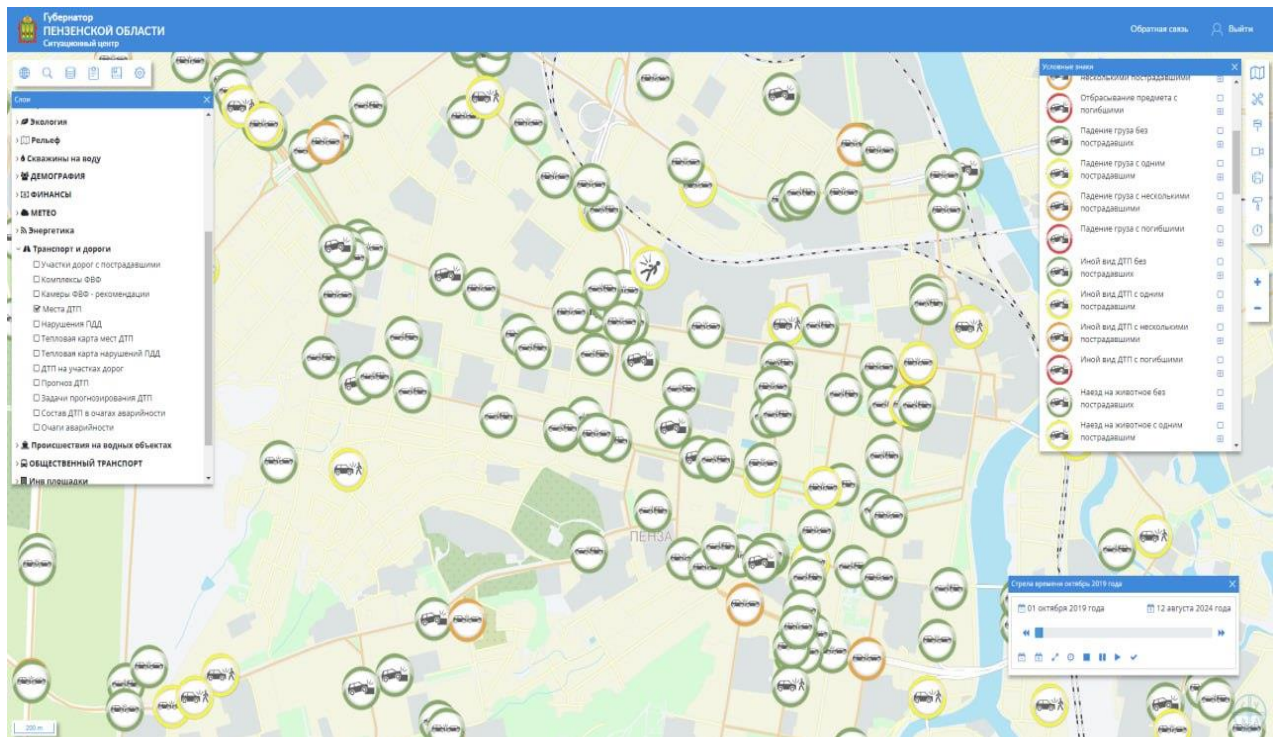 Губернатор
ПЕНЗЕНСКОЙ ОБЛАСТИ
Ситуационный центр
Обратная связь
Выйти
Слои
Экология
Рельеф
Скважины на воду
ДЕМОГРАФИЯ
ФИНАНСЫ
МЕТЕО
Энергетика
Транспорт и дороги
Участки дорог с пострадавшими
Комплексы ФВФ
Камеры ФВФ - рекомендации
Места ДТП
Нарушения ПДД
Тепловая карта мест ДТП
Тепловая карта нарушений ПДД
ДТП на участках дорог
Прогноз ДТП
Задачи прогнозирования ДТП
Состав ДТП в очагах аварийности
Очаги аварийности
Происшествия на водных объектах
ОБЩЕСТВЕННЫЙ ТРАНСПОРТ
Инв площадки
200 m
ПЕНЗА
Условные знаки
несколькими пострадавшими
Отбрасывание предмета с
погибшими
Падение груза без
пострадавших
Падение груза с одним
пострадавшим
Падение груза с несколькими
пострадавшими
Падение груза с погибшими
Иной вид ДТП без
пострадавших
Иной вид ДТП с одним
пострадавшим
Иной вид ДТП с несколькими
пострадавшими
Иной вид ДТП с погибшими
Наезд на животное без
пострадавших
Наезд на животное с одним
пострадавшим
Стрела времени октябрь 2019 года
01 октября 2019 года
12 августа 2024 года